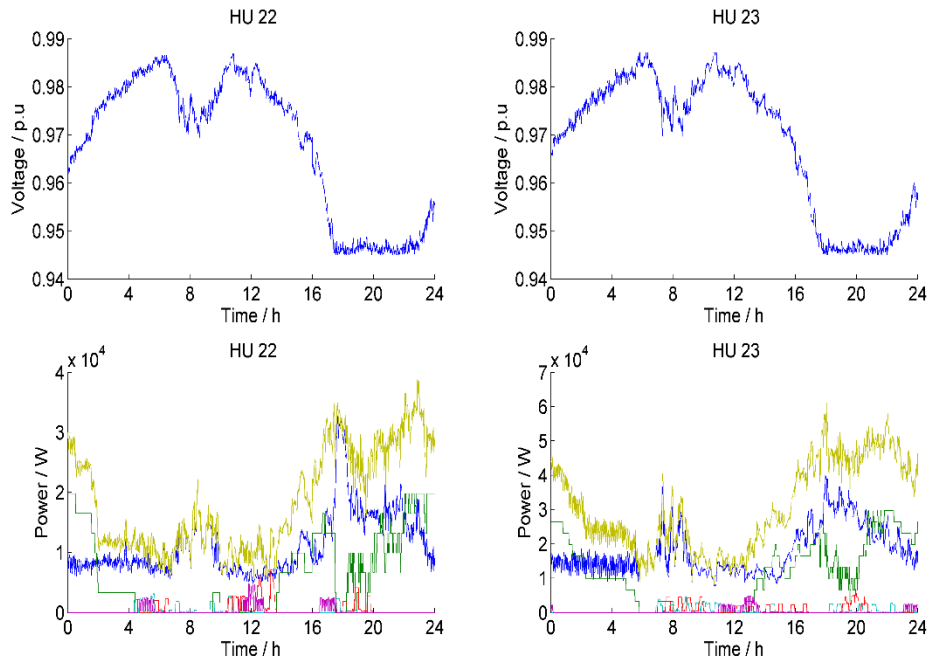 HU 22
0.99
0.98
0.97
0.96
0.95
0.94
Voltage / p.u
0 4 8 12 16 20 24
Time / h
HU 23
0.99
0.98
0.97
0.96
0.95
0.94
Voltage / p.u
0 4 8 12 16 20 24
Time / h
HU 22
x 10^4
4
3
2
1
0
Power / W
0 4 8 12 16 20 24
Time / h
HU 23
x 10^4
7
6
5
4
3
2
1
0
Power / W
0 4 8 12 16 20 24
Time / h